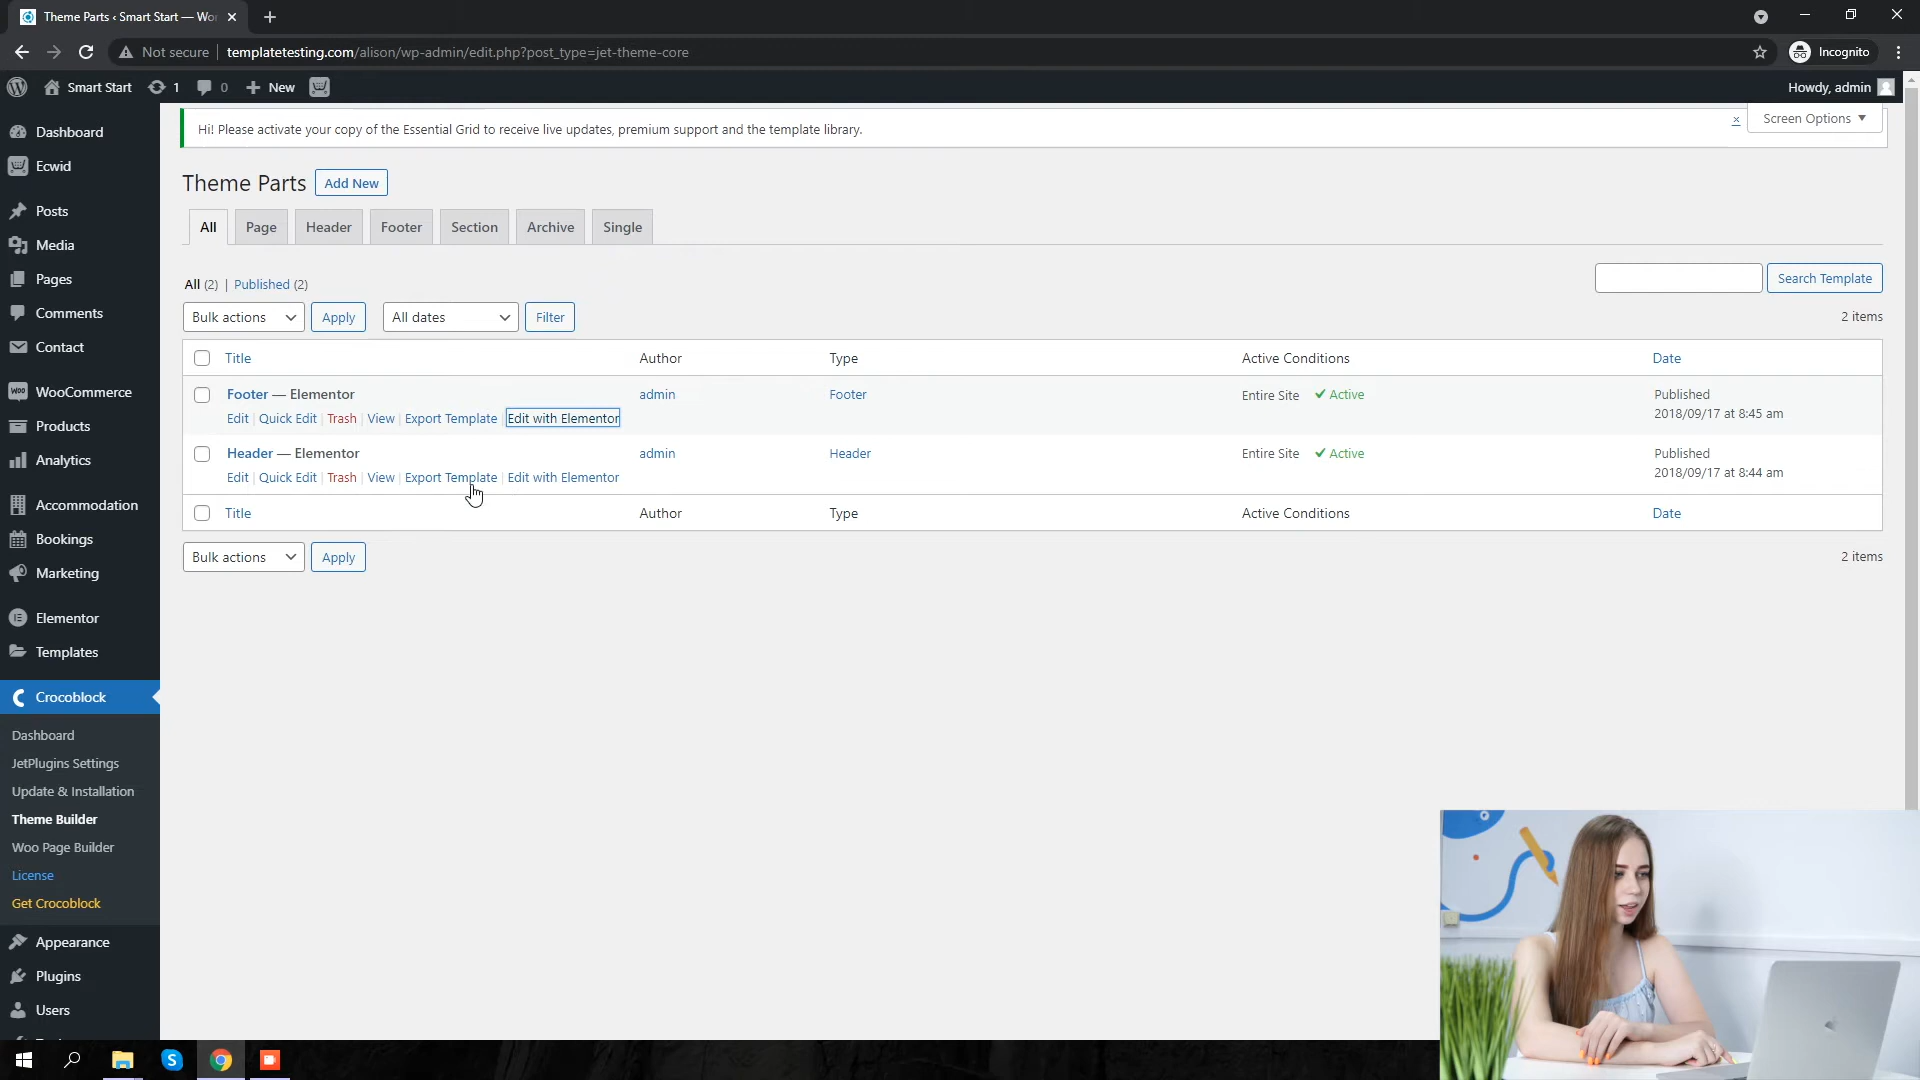 Theme Parts ‹ Smart Start — Wo
Not secure
templatetesting.com/alison/wp-admin/edit.php?post_type=jet-theme-core
Incognito
Smart Start
1
0
New
Howdy, admin
Hi! Please activate your copy of the Essential Grid to receive live updates, premium support and the template library.
Screen Options
Theme Parts
Add New
All
Page
Header
Footer
Section
Archive
Single
All (2) | Published (2)
Search Template
Bulk actions
Apply
All dates
Filter
2 items
Title
Author
Type
Active Conditions
Date
Footer — Elementor
admin
Footer
Entire Site
Active
Published
2018/09/17 at 8:45 am
Edit | Quick Edit | Trash | View | Export Template | Edit with Elementor
Header — Elementor
admin
Header
Entire Site
Active
Published
2018/09/17 at 8:44 am
Edit | Quick Edit | Trash | View | Export Template | Edit with Elementor
Title
Author
Type
Active Conditions
Date
Bulk actions
Apply
2 items
Dashboard
Ecwid
Posts
Media
Pages
Comments
Contact
WooCommerce
Products
Analytics
Accommodation
Bookings
Marketing
Elementor
Templates
Crocoblock
Dashboard
JetPlugins Settings
Update & Installation
Theme Builder
Woo Page Builder
License
Get Crocoblock
Appearance
Plugins
Users